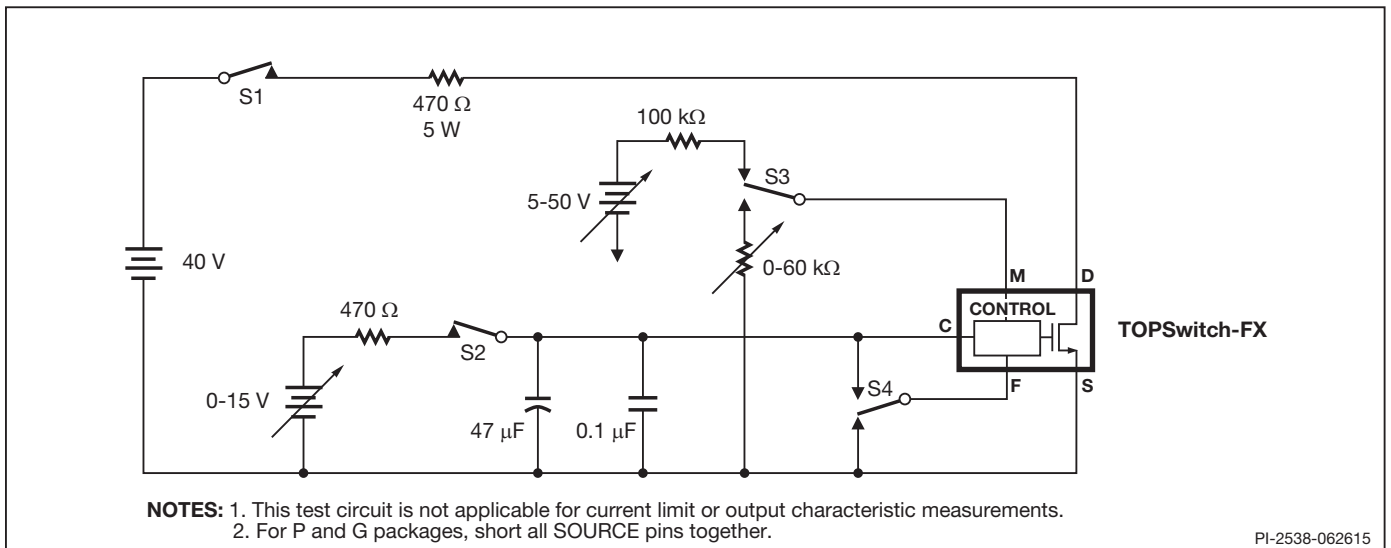 S1
470 Ω
5 W
100 kΩ
S3
5-50 V
40 V
0-60 kΩ
M
D
470 Ω
CONTROL
C
TOPSwitch-FX
S2
S4
F
S
0-15 V
47 μF
0.1 μF
NOTES: 1. This test circuit is not applicable for current limit or output characteristic measurements.
2. For P and G packages, short all SOURCE pins together.
PI-2538-062615